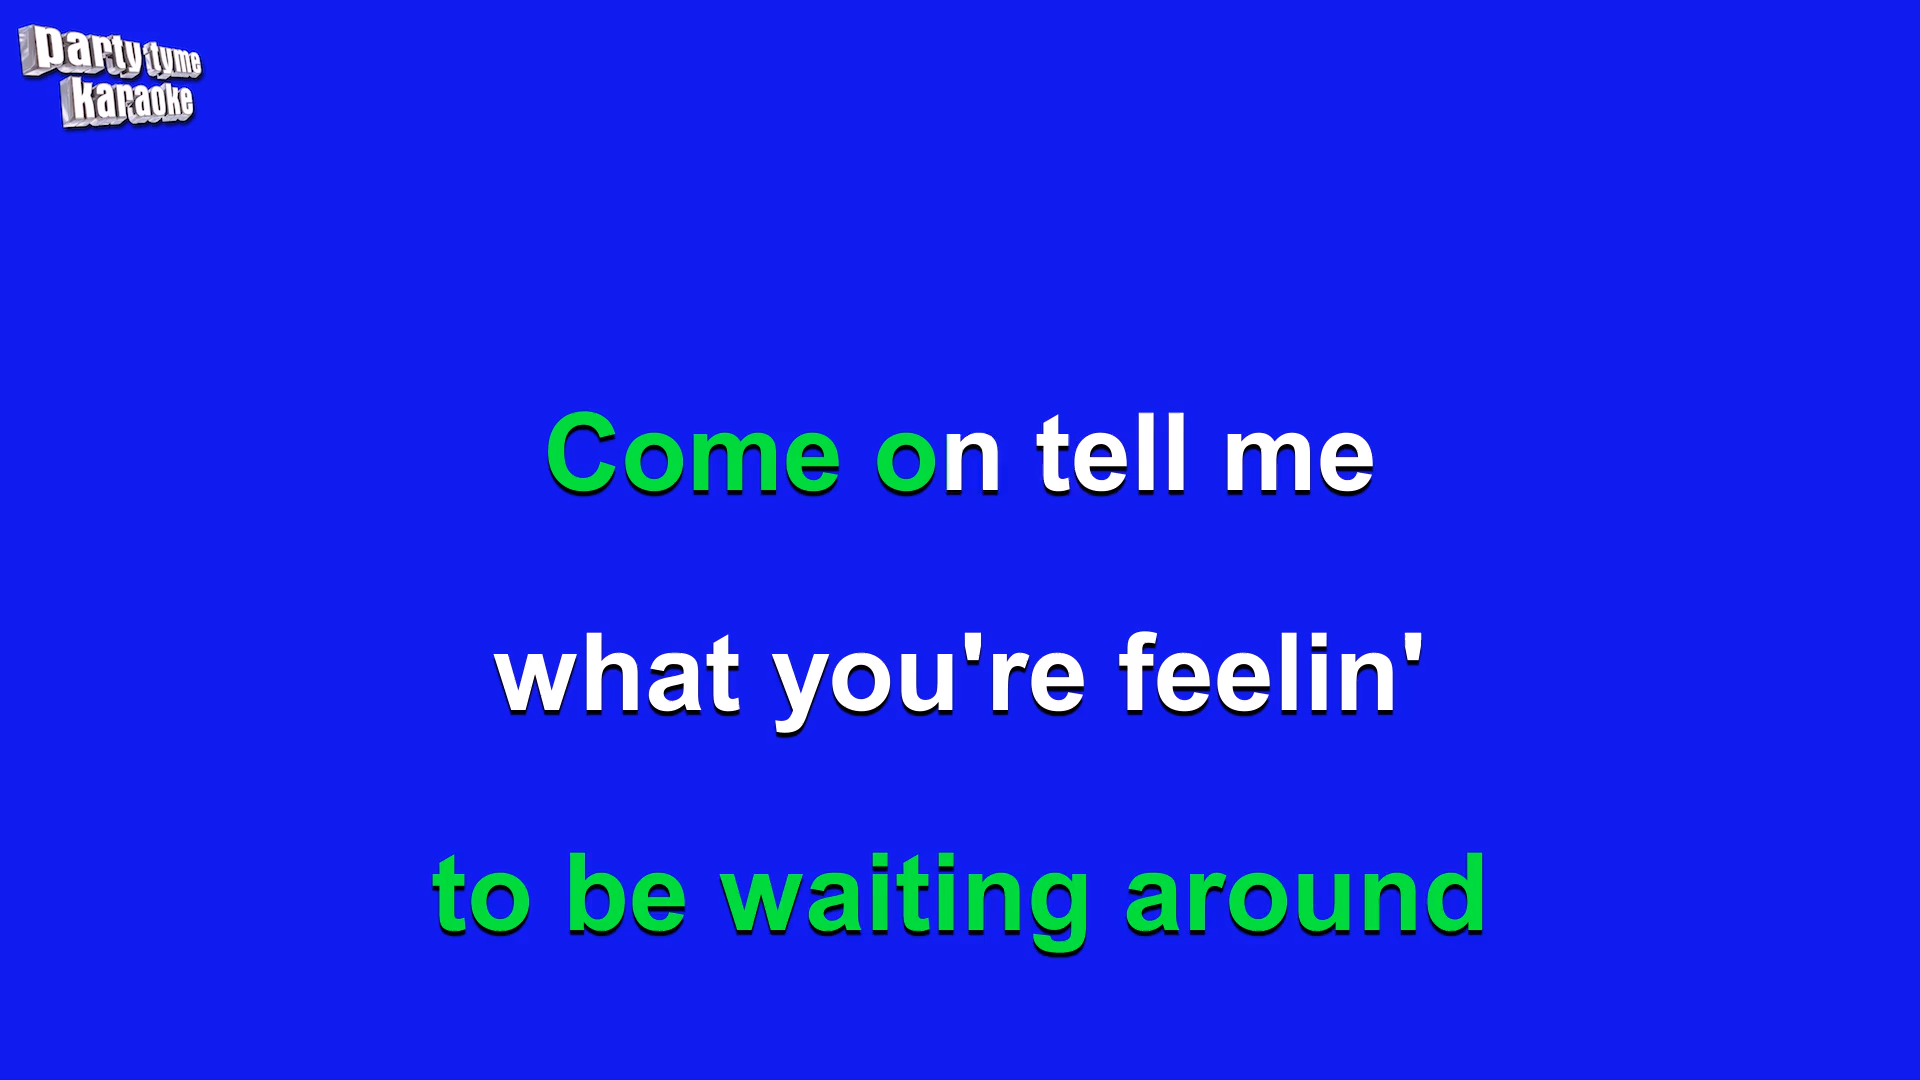 party tyme
karaoke
Come on tell me
what you're feelin'
to be waiting around